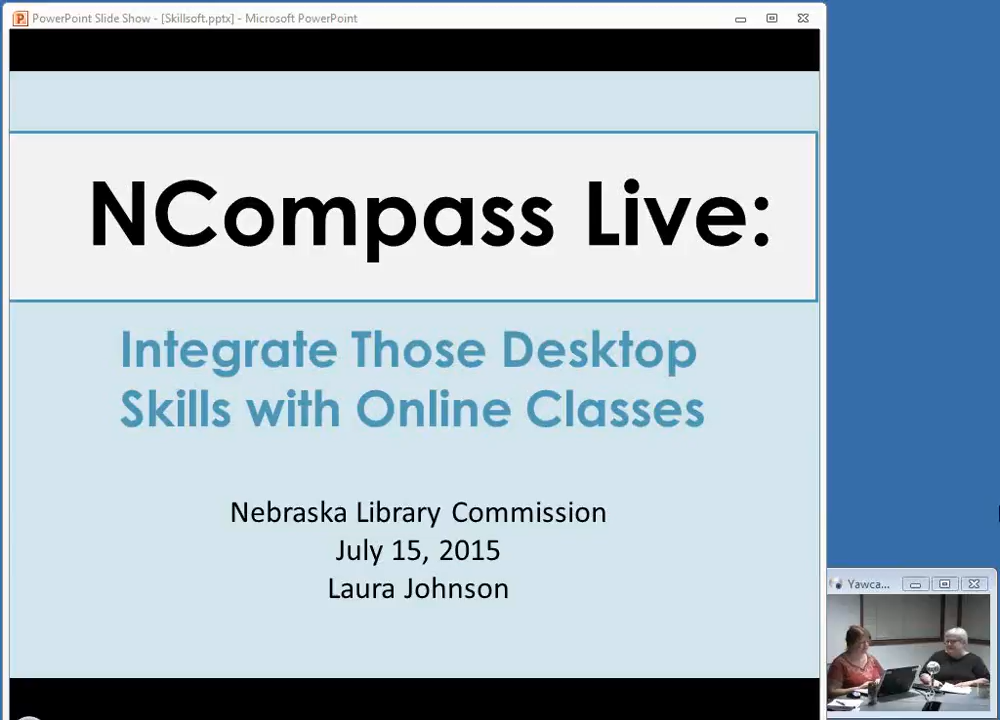 PowerPoint Slide Show - [Skillsoft.pptx] - Microsoft PowerPoint
NCompass Live:
Integrate Those Desktop
Skills with Online Classes
Nebraska Library Commission
July 15, 2015
Laura Johnson
Yawca...